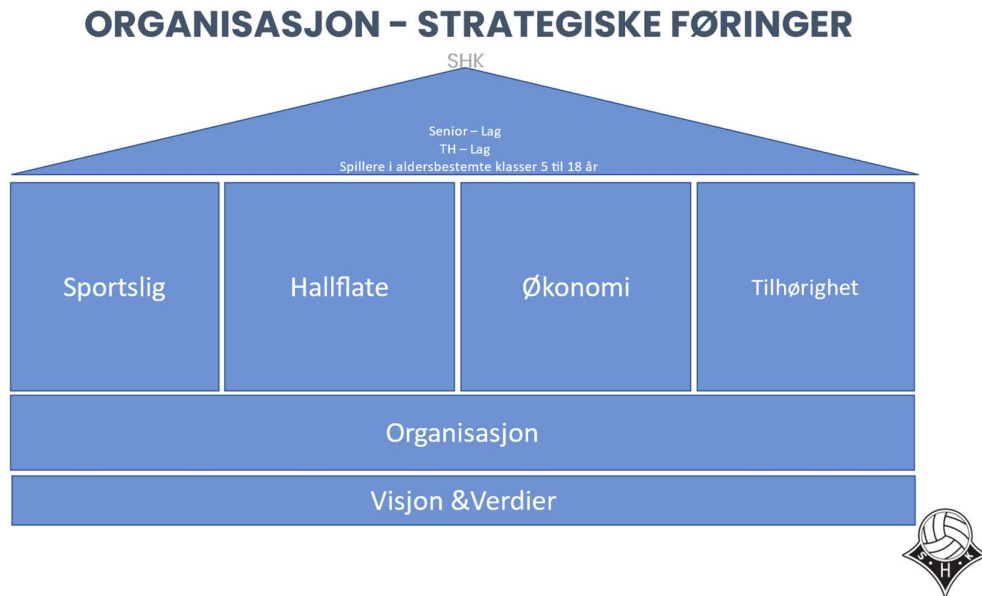 ORGANISASJON - STRATEGISKE FØRINGER
SHK
Senior – Lag
TH – Lag
Spillere i aldersbestemte klasser 5 til 18 år
Sportslig
Hallflate
Økonomi
Tilhørighet
Organisasjon
Visjon &Verdier
S·H·K